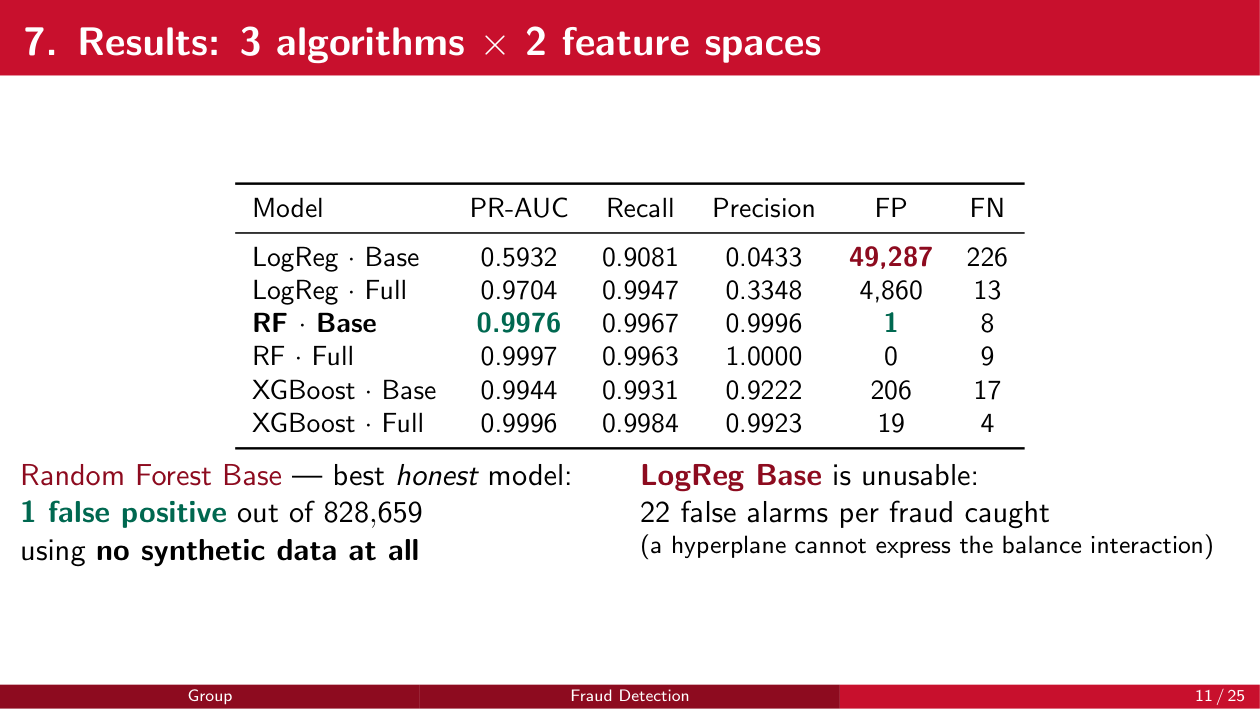 7. Results: 3 algorithms × 2 feature spaces
Model PR-AUC Recall Precision FP FN
LogReg · Base 0.5932 0.9081 0.0433 49,287 226
LogReg · Full 0.9704 0.9947 0.3348 4,860 13
RF · Base 0.9976 0.9967 0.9996 1 8
RF · Full 0.9997 0.9963 1.0000 0 9
XGBoost · Base 0.9944 0.9931 0.9222 206 17
XGBoost · Full 0.9996 0.9984 0.9923 19 4
Random Forest Base — best honest model:
1 false positive out of 828,659
using no synthetic data at all
LogReg Base is unusable:
22 false alarms per fraud caught
(a hyperplane cannot express the balance interaction)
Group Fraud Detection 11 / 25